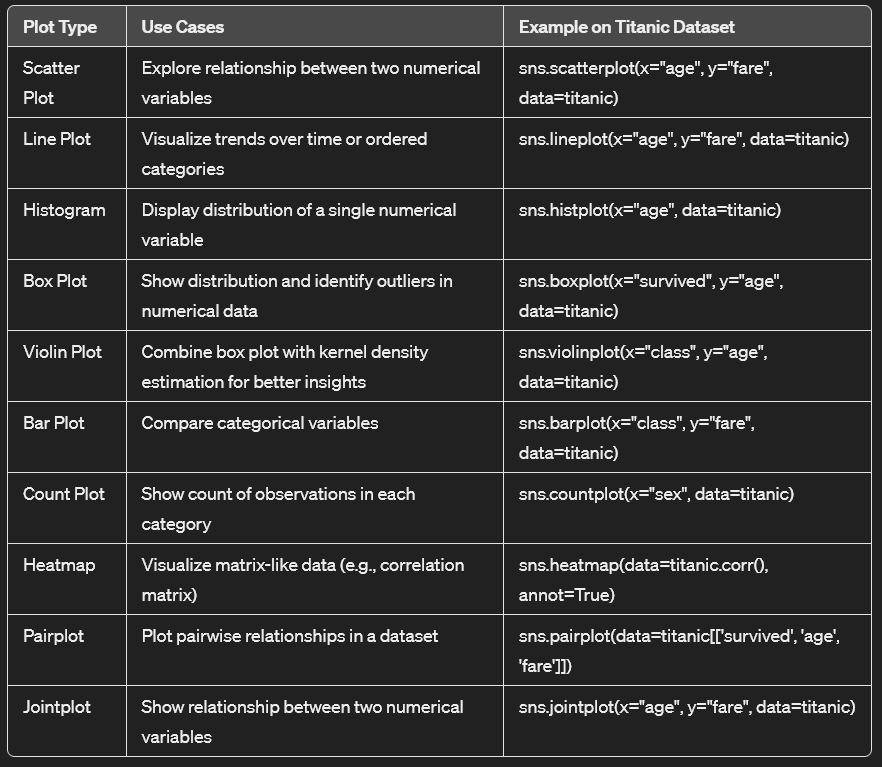 Plot Type Use Cases Example on Titanic Dataset
Scatter Plot Explore relationship between two numerical variables sns.scatterplot(x="age", y="fare", data=titanic)
Line Plot Visualize trends over time or ordered categories sns.lineplot(x="age", y="fare", data=titanic)
Histogram Display distribution of a single numerical variable sns.histplot(x="age", data=titanic)
Box Plot Show distribution and identify outliers in numerical data sns.boxplot(x="survived", y="age", data=titanic)
Violin Plot Combine box plot with kernel density estimation for better insights sns.violinplot(x="class", y="age", data=titanic)
Bar Plot Compare categorical variables sns.barplot(x="class", y="fare", data=titanic)
Count Plot Show count of observations in each category sns.countplot(x="sex", data=titanic)
Heatmap Visualize matrix-like data (e.g., correlation matrix) sns.heatmap(data=titanic.corr(), annot=True)
Pairplot Plot pairwise relationships in a dataset sns.pairplot(data=titanic[['survived', 'age', 'fare']])
Jointplot Show relationship between two numerical variables sns.jointplot(x="age", y="fare", data=titanic)